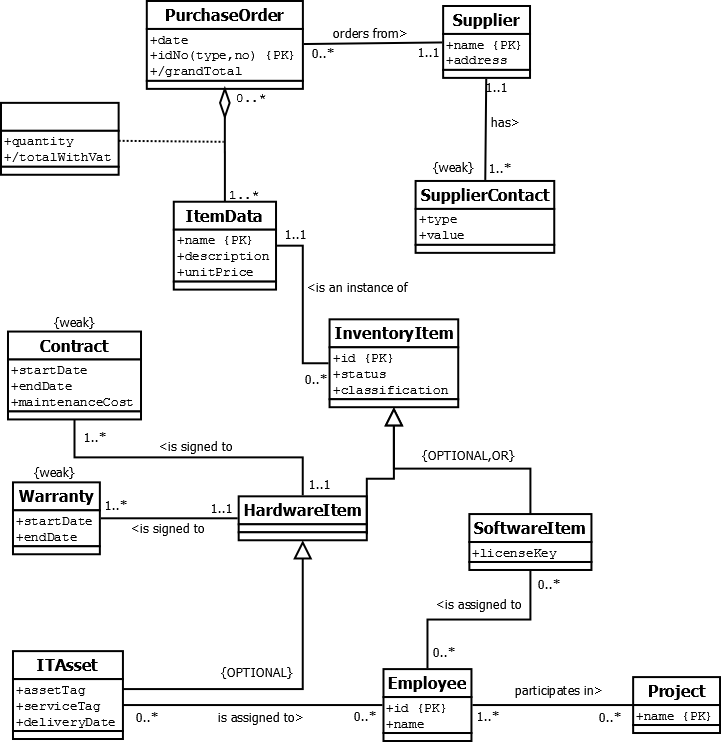 PurchaseOrder
+date
+idNo(type,no) {PK}
+/grandTotal
orders from>
0..*
1..1
Supplier
+name {PK}
+address
1..1
0..*
+quantity
+/totalWithVat
has>
{weak}
1..*
SupplierContact
+type
+value
1..*
ItemData
+name {PK}
+description
+unitPrice
1..1
<is an instance of
{weak}
Contract
+startDate
+endDate
+maintenanceCost
InventoryItem
+id {PK}
+status
+classification
0..*
1..*
<is signed to
{OPTIONAL,OR}
{weak}
Warranty
+startDate
+endDate
1..*
1..1
<is signed to
1..1
HardwareItem
SoftwareItem
+licenseKey
0..*
<is assigned to
0..*
ITAsset
+assetTag
+serviceTag
+deliveryDate
{OPTIONAL}
0..*
is assigned to>
0..*
Employee
+id {PK}
+name
1..*
participates in>
0..*
Project
+name {PK}